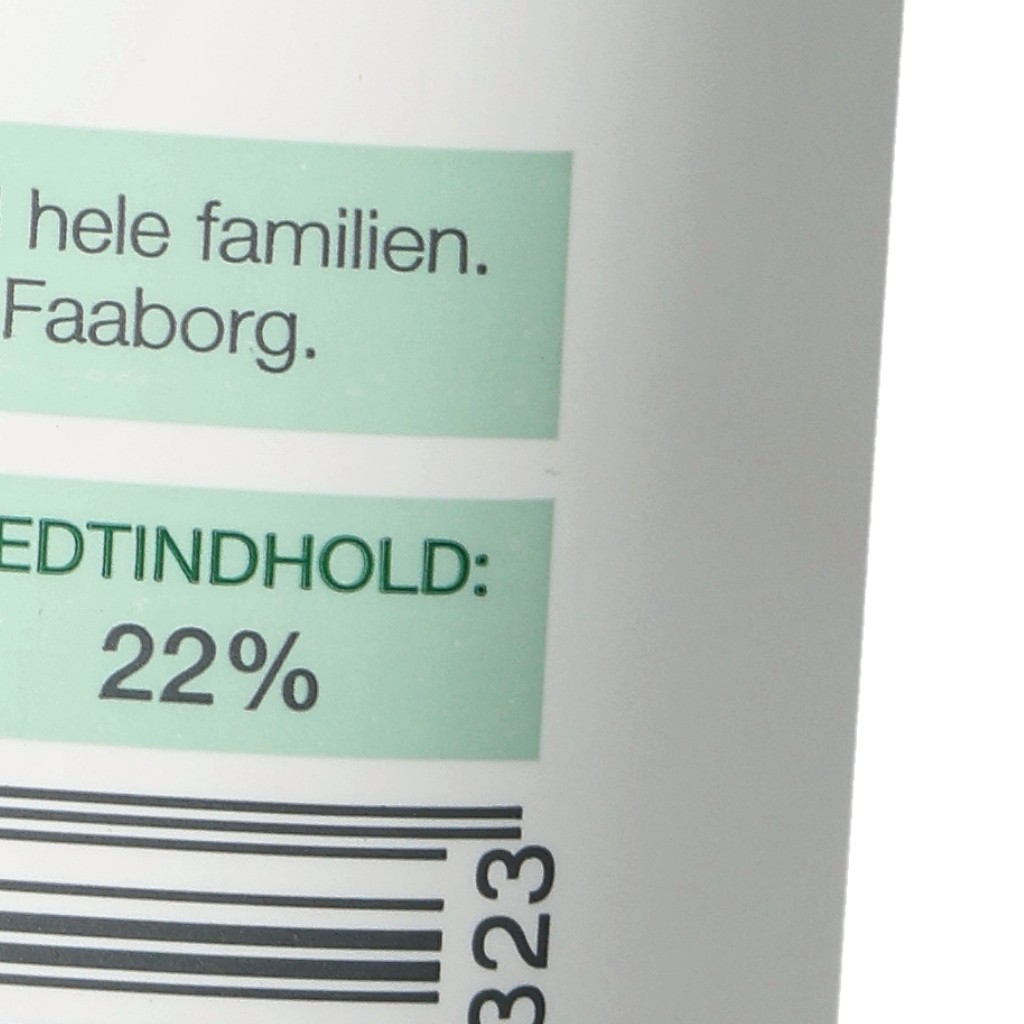 hele familien.
Faaborg.
EDTINDHOLD:
22%
323